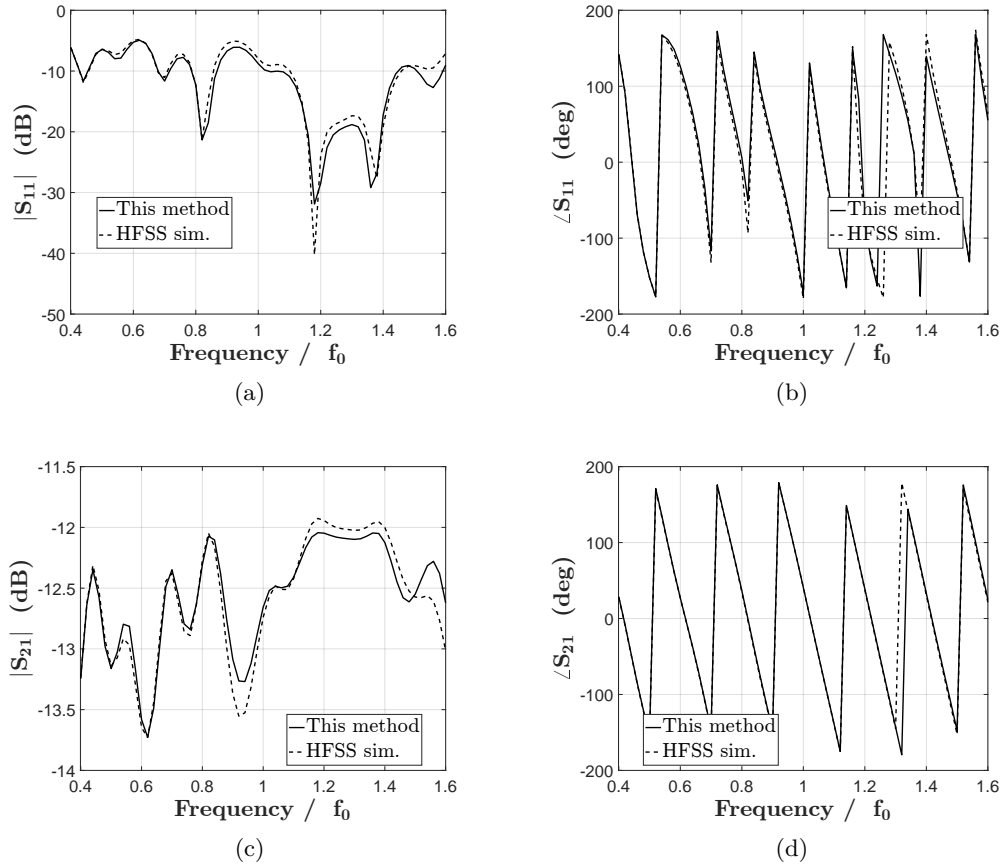 0
-10
-20
-30
-40
-50
|S11| (dB)
This method
HFSS sim.
0.4 0.6 0.8 1 1.2 1.4 1.6
Frequency / f0
(a)
200
100
0
-100
-200
∠S11 (deg)
This method
HFSS sim.
0.4 0.6 0.8 1 1.2 1.4 1.6
Frequency / f0
(b)
-11.5
-12
-12.5
-13
-13.5
-14
|S21| (dB)
This method
HFSS sim.
0.4 0.6 0.8 1 1.2 1.4 1.6
Frequency / f0
(c)
200
100
0
-100
-200
∠S21 (deg)
This method
HFSS sim.
0.4 0.6 0.8 1 1.2 1.4 1.6
Frequency / f0
(d)